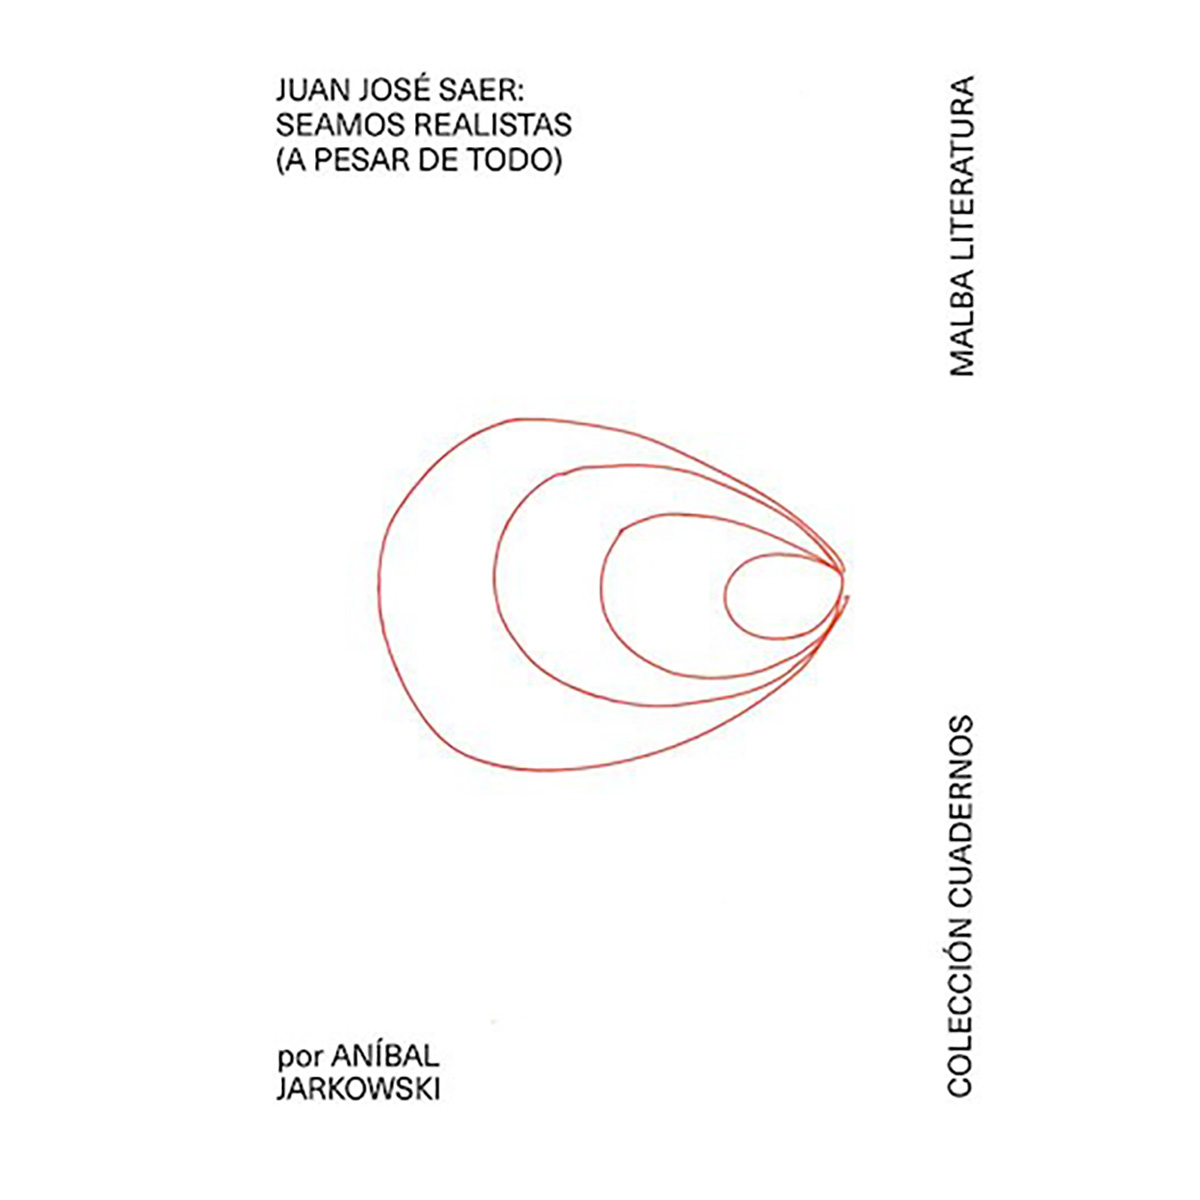 JUAN JOSÉ SAER:
SEAMOS REALISTAS
(A PESAR DE TODO)
MALBA LITERATURA
COLECCIÓN CUADERNOS
por ANÍBAL
JARKOWSKI